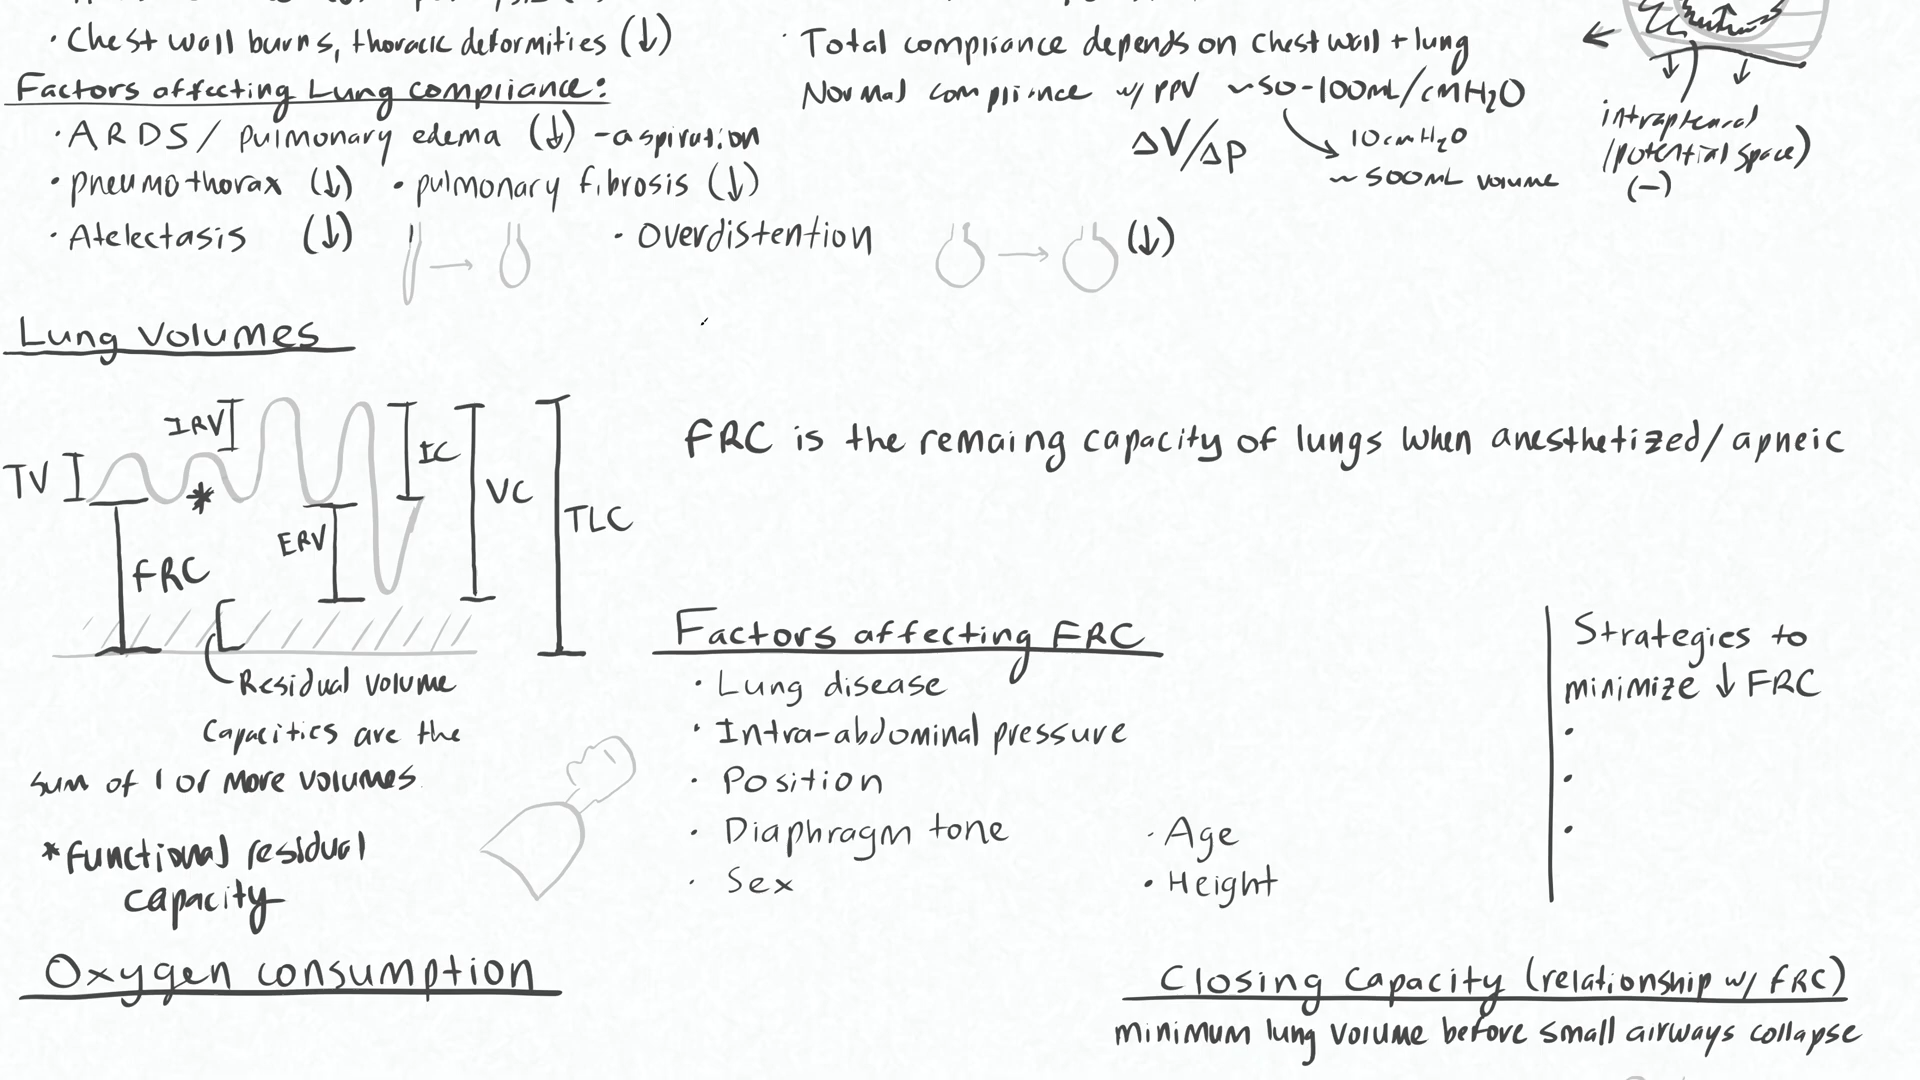 · Chest wall burns, thoracic deformities (↓)
Factors affecting Lung compliance:
· ARDS / pulmonary edema (↓) - aspiration
· pneumothorax (↓) · pulmonary fibrosis (↓)
· Atelectasis (↓) · Overdistention (↓)
· Total compliance depends on chest wall + lung
Normal compliance w/ PPV ~50-100mL/cmH₂O
ΔV/ΔP
10cmH₂O
~ 500mL volume
intrapleural
(potential space)
(-)
Lung Volumes
IRV
TV
IC
VC
TLC
ERV
FRC
Residual volume
Capacities are the
sum of 1 or more volumes
*functional residual
capacity
FRC is the remaing capacity of lungs when anesthetized/apneic
Factors affecting FRC
· Lung disease
· Intra-abdominal pressure
· Position
· Diaphragm tone
· Sex
· Age
· Height
Strategies to
minimize ↓ FRC
Oxygen consumption
Closing Capacity (relationship w/ FRC)
minimum lung volume before small airways collapse